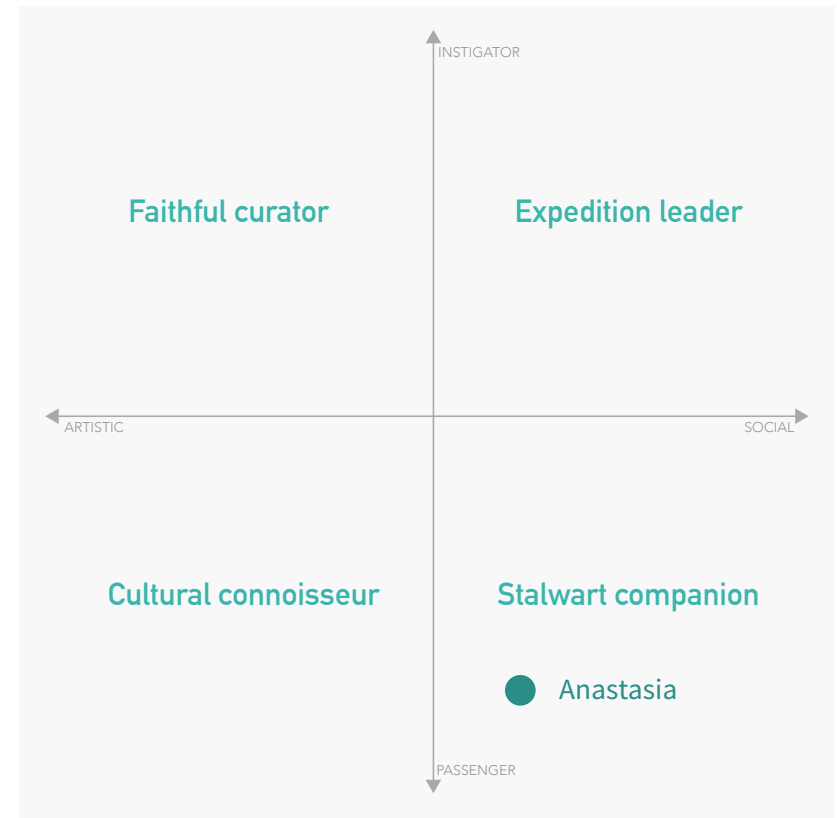 INSTIGATOR
Faithful curator
Expedition leader
ARTISTIC
SOCIAL
Cultural connoisseur
Stalwart companion
Anastasia
PASSENGER